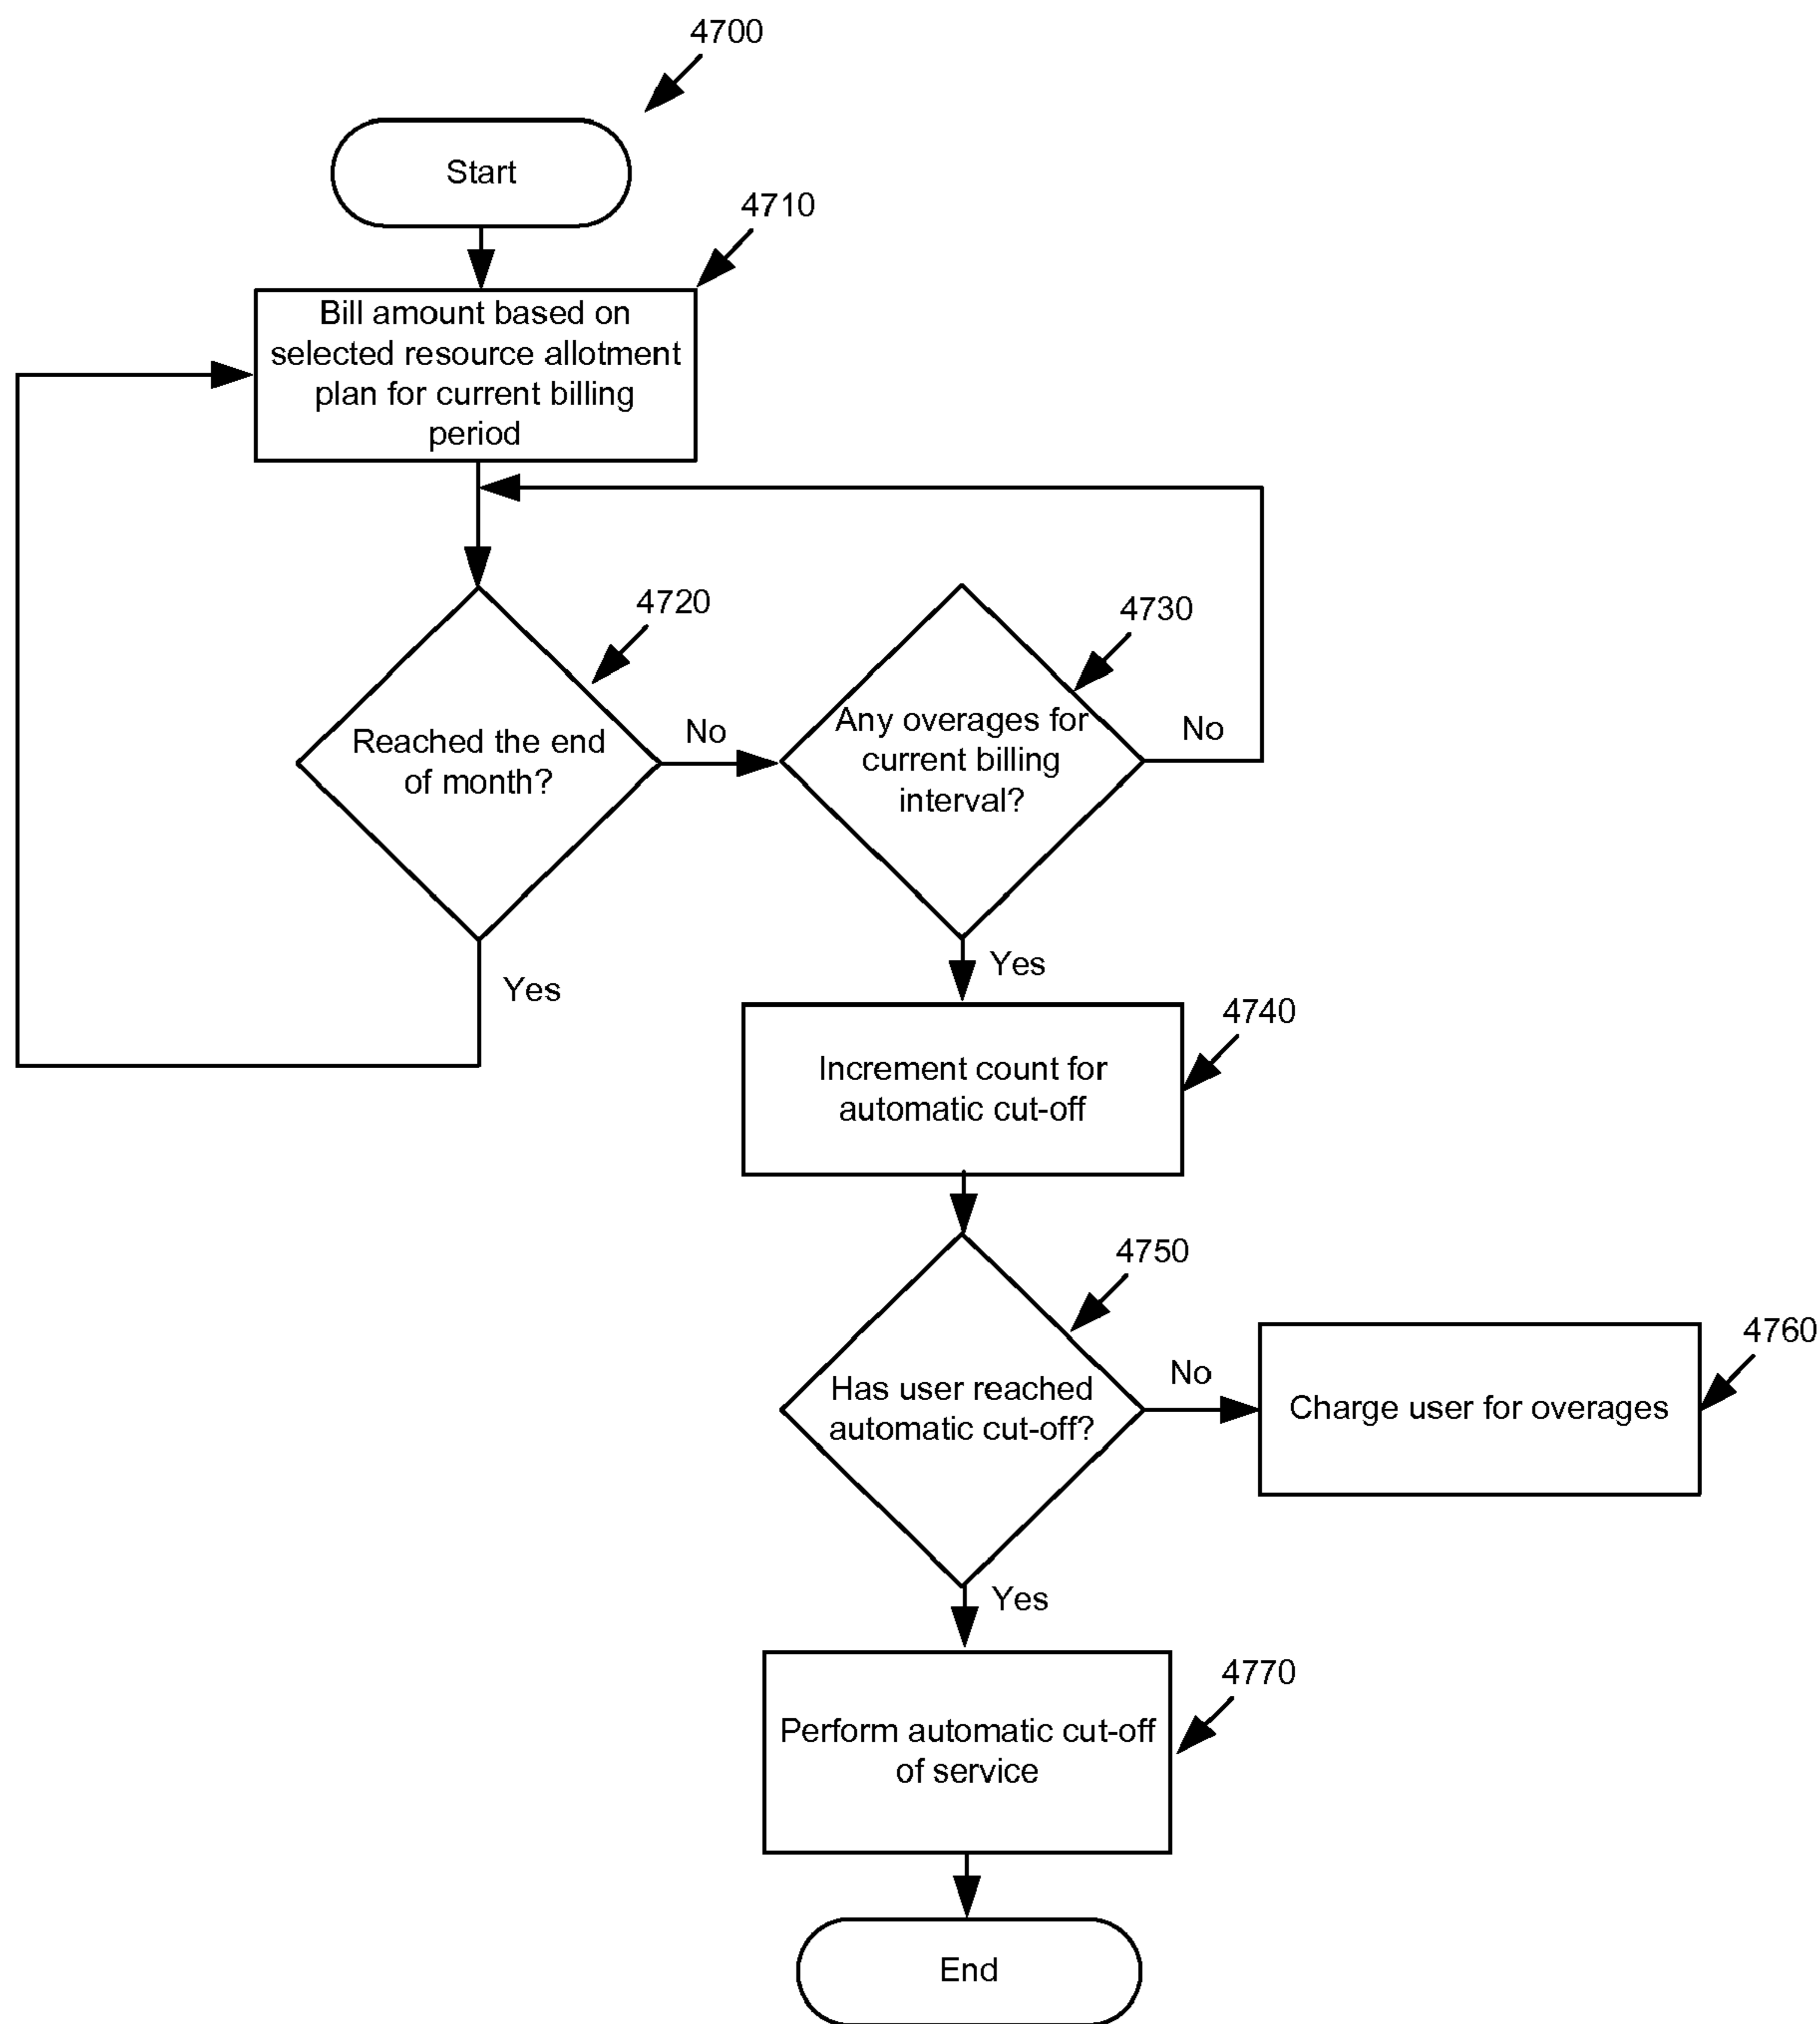 4700
Start
4710
Bill amount based on
selected resource allotment
plan for current billing
period
4720
4730
Reached the end
of month?
No
Any overages for
current billing
interval?
No
Yes
Yes
4740
Increment count for
automatic cut-off
4750
4760
Has user reached
automatic cut-off?
No
Charge user for overages
Yes
4770
Perform automatic cut-off
of service
End